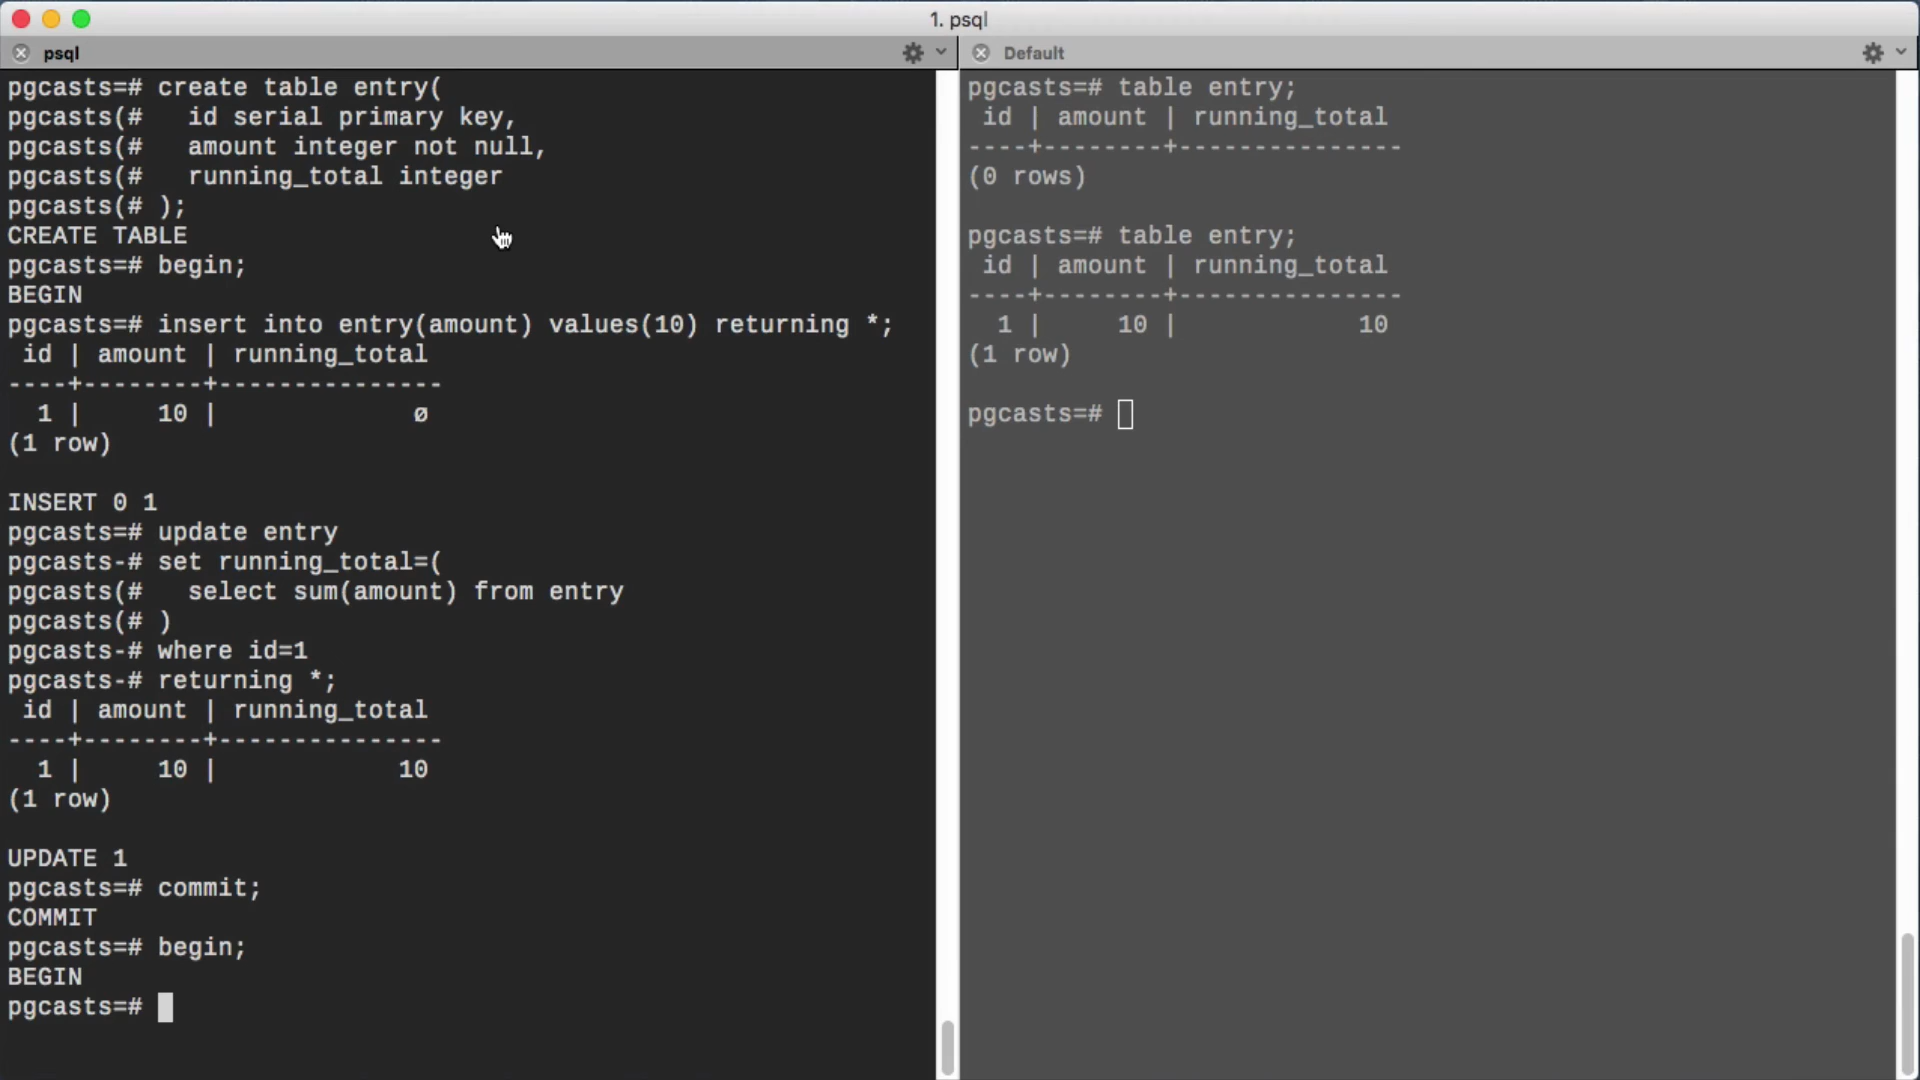 1. psql
psql
pgcasts=# create table entry(
pgcasts(#   id serial primary key,
pgcasts(#   amount integer not null,
pgcasts(#   running_total integer
pgcasts(# );
CREATE TABLE
pgcasts=# begin;
BEGIN
pgcasts=# insert into entry(amount) values(10) returning *;
 id | amount | running_total
----+--------+---------------
  1 |     10 |             ø
(1 row)

INSERT 0 1
pgcasts=# update entry
pgcasts-# set running_total=(
pgcasts(#   select sum(amount) from entry
pgcasts(# )
pgcasts-# where id=1
pgcasts-# returning *;
 id | amount | running_total
----+--------+---------------
  1 |     10 |            10
(1 row)

UPDATE 1
pgcasts=# commit;
COMMIT
pgcasts=# begin;
BEGIN
pgcasts=#
Default
pgcasts=# table entry;
 id | amount | running_total
----+--------+---------------
(0 rows)

pgcasts=# table entry;
 id | amount | running_total
----+--------+---------------
  1 |     10 |            10
(1 row)

pgcasts=#